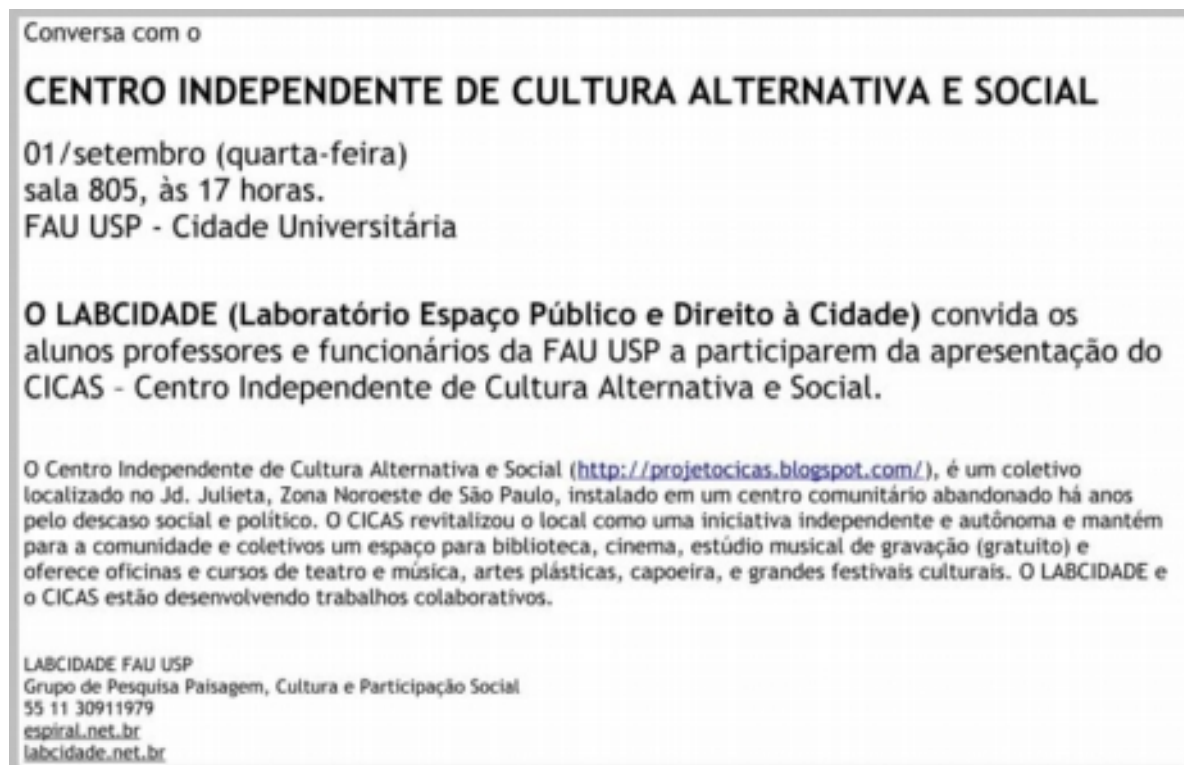 Conversa com o
CENTRO INDEPENDENTE DE CULTURA ALTERNATIVA E SOCIAL
01/setembro (quarta-feira)
sala 805, às 17 horas.
FAU USP - Cidade Universitária
O LABCIDADE (Laboratório Espaço Público e Direito à Cidade) convida os
alunos professores e funcionários da FAU USP a participarem da apresentação do
CICAS – Centro Independente de Cultura Alternativa e Social.
O Centro Independente de Cultura Alternativa e Social (http://projetocicas.blogspot.com/), é um coletivo
localizado no Jd. Julieta, Zona Noroeste de São Paulo, instalado em um centro comunitário abandonado há anos
pelo descaso social e político. O CICAS revitalizou o local como uma iniciativa independente e autônoma e mantém
para a comunidade e coletivos um espaço para biblioteca, cinema, estúdio musical de gravação (gratuito) e
oferece oficinas e cursos de teatro e música, artes plásticas, capoeira, e grandes festivais culturais. O LABCIDADE e
o CICAS estão desenvolvendo trabalhos colaborativos.
LABCIDADE FAU USP
Grupo de Pesquisa Paisagem, Cultura e Participação Social
55 11 30911979
espiral.net.br
labcidade.net.br